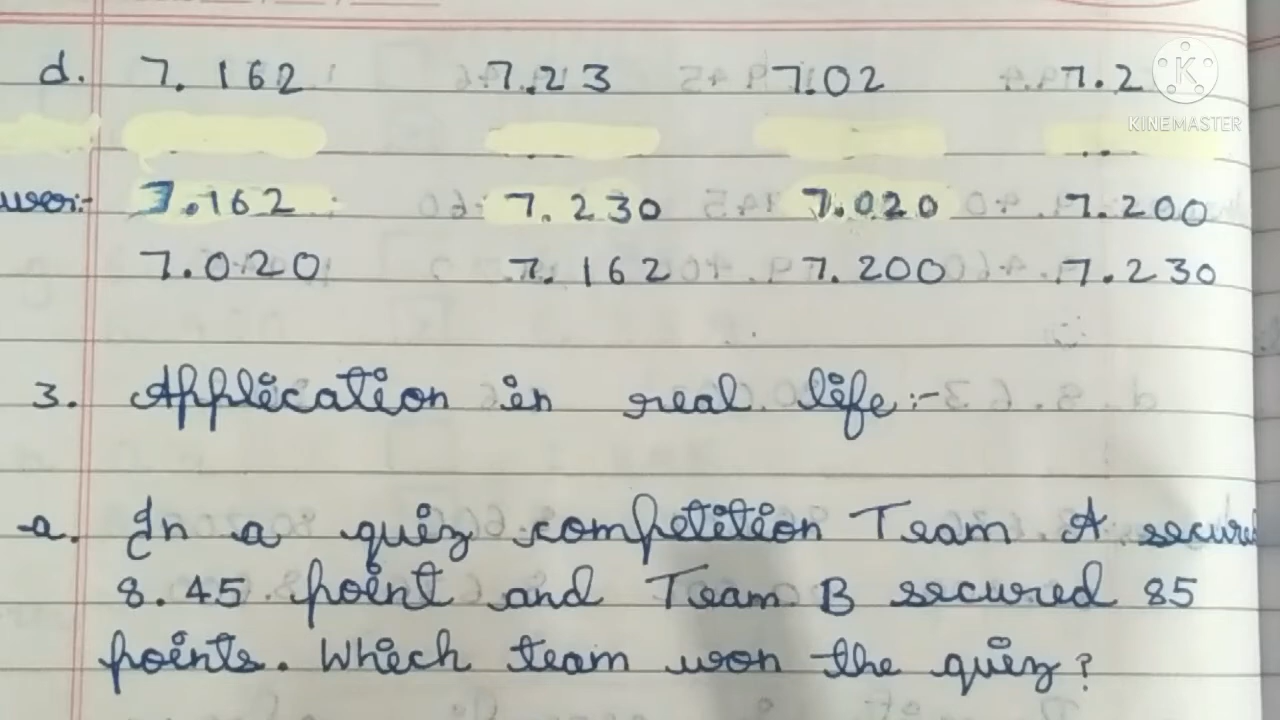 d. 7.162 7.23 7.02 7.2
K
KINEMASTER
wer:- 7.162 7.230 7.020 7.200
7.020 7.162 7.200 7.230
3. Application in real life:-
a. In a quiz competition Team A secured
8.45 point and Team B secured 85
points. Which team won the quiz?